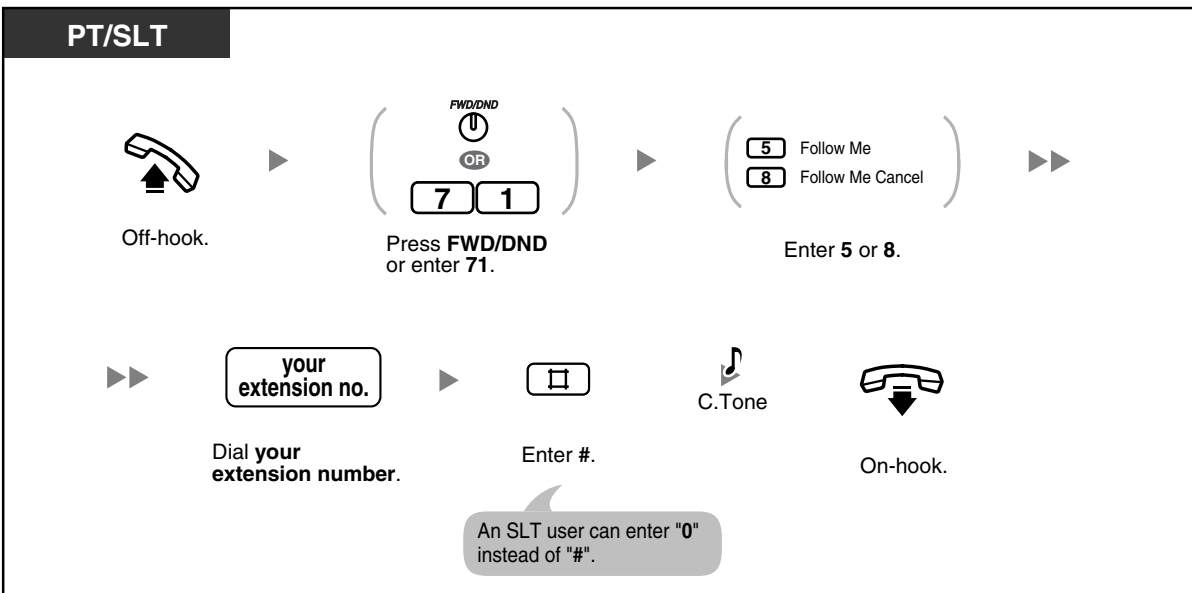 PT/SLT
FWD/DND
OR
7 1
5 Follow Me
8 Follow Me Cancel
Off-hook.
Press FWD/DND
or enter 71.
Enter 5 or 8.
your
extension no.
#
C.Tone
Dial your
extension number.
Enter #.
On-hook.
An SLT user can enter "0"
instead of "#".